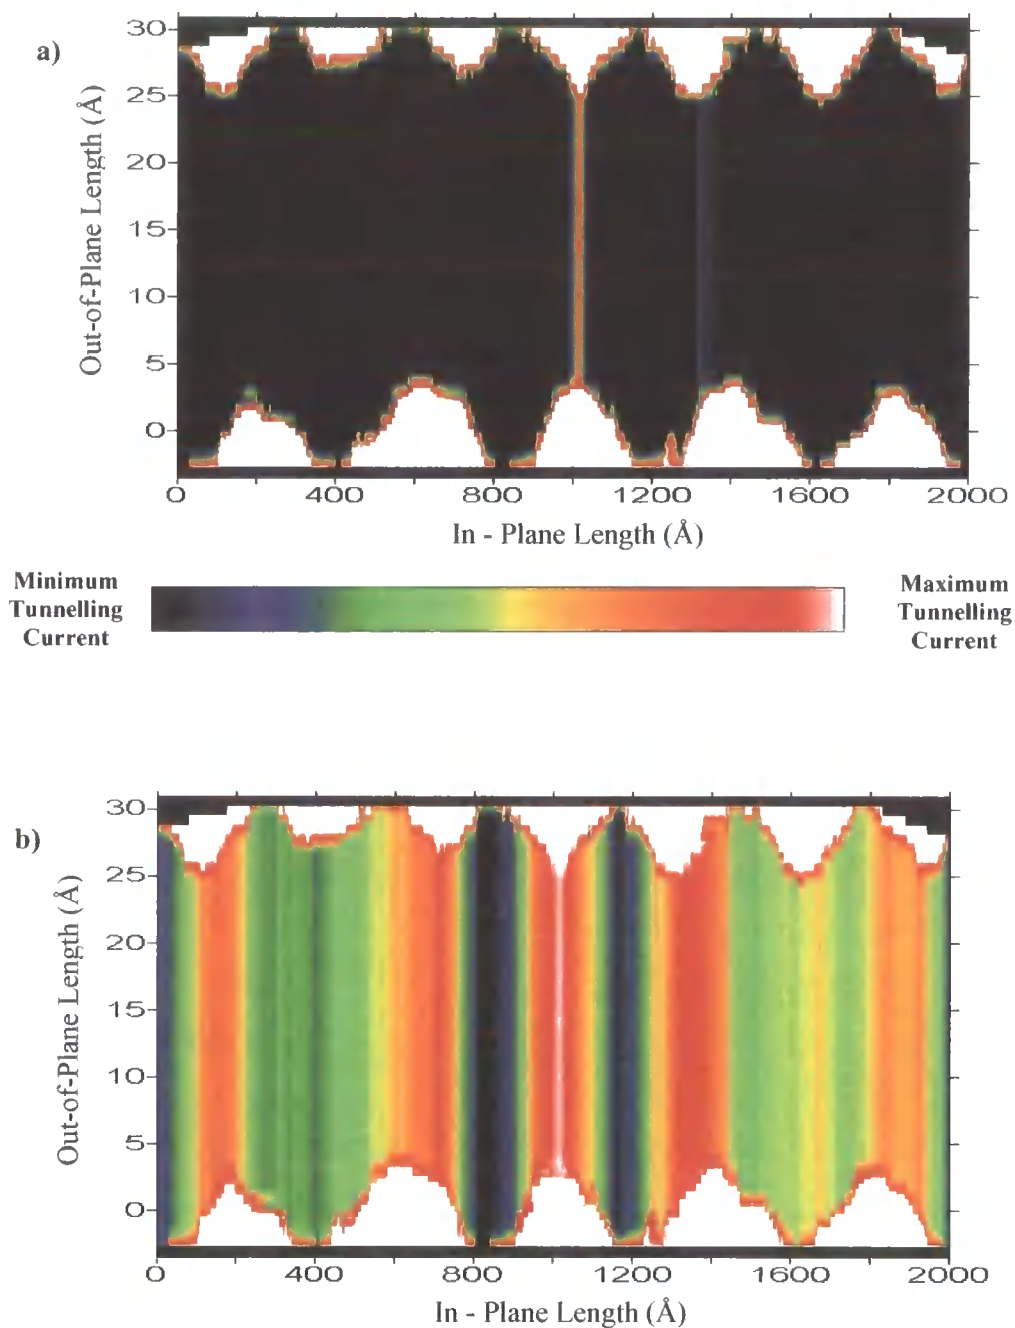 a)
Out-of-Plane Length (Å)
30
25
20
15
10
5
0
0 400 800 1200 1600 2000
In - Plane Length (Å)
Minimum
Tunnelling
Current
Maximum
Tunnelling
Current
b)
Out-of-Plane Length (Å)
30
25
20
15
10
5
0
0 400 800 1200 1600 2000
In - Plane Length (Å)